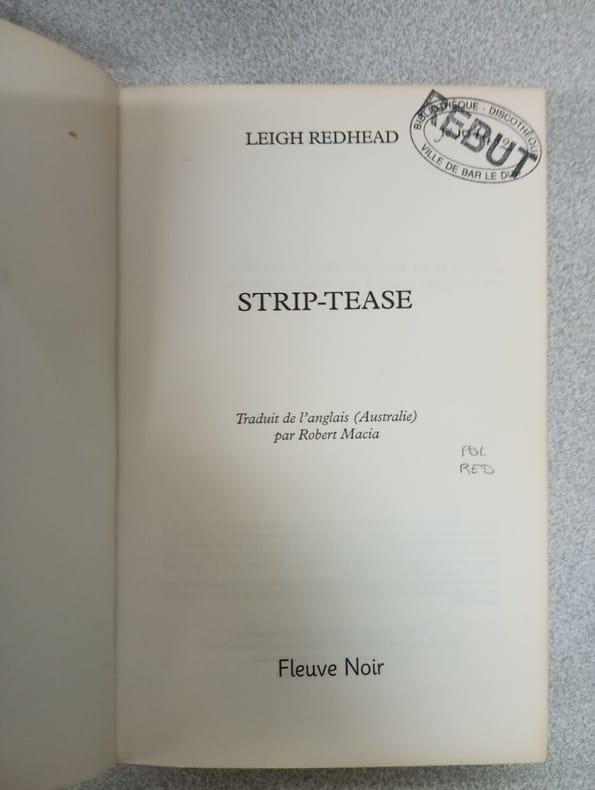 LEIGH REDHEAD
BIBLIOTHÈQUE - DISCOTHÈQUE
REBUT
VILLE DE BAR LE DUC
STRIP-TEASE
Traduit de l'anglais (Australie)
par Robert Macia
POL
RED
Fleuve Noir